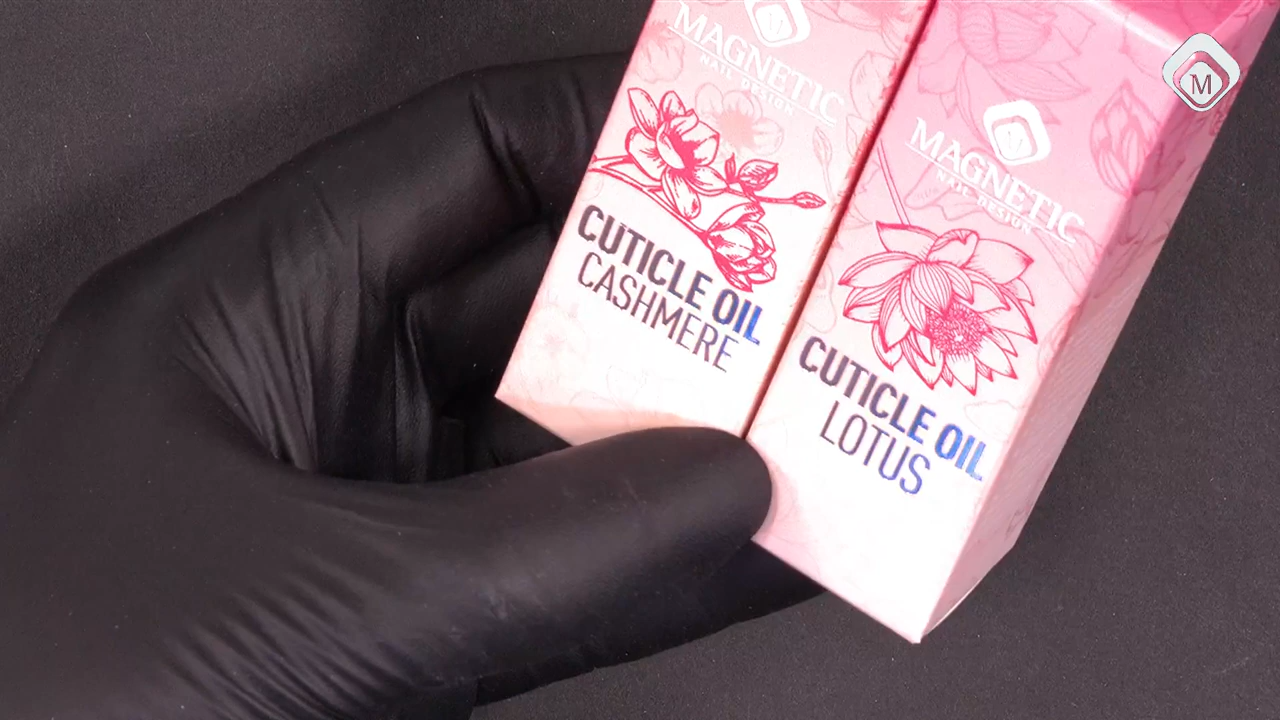 MAGNETIC
NAIL DESIGN
CUTICLE OIL
CASHMERE
MAGNETIC
NAIL DESIGN
CUTICLE OIL
LOTUS
M